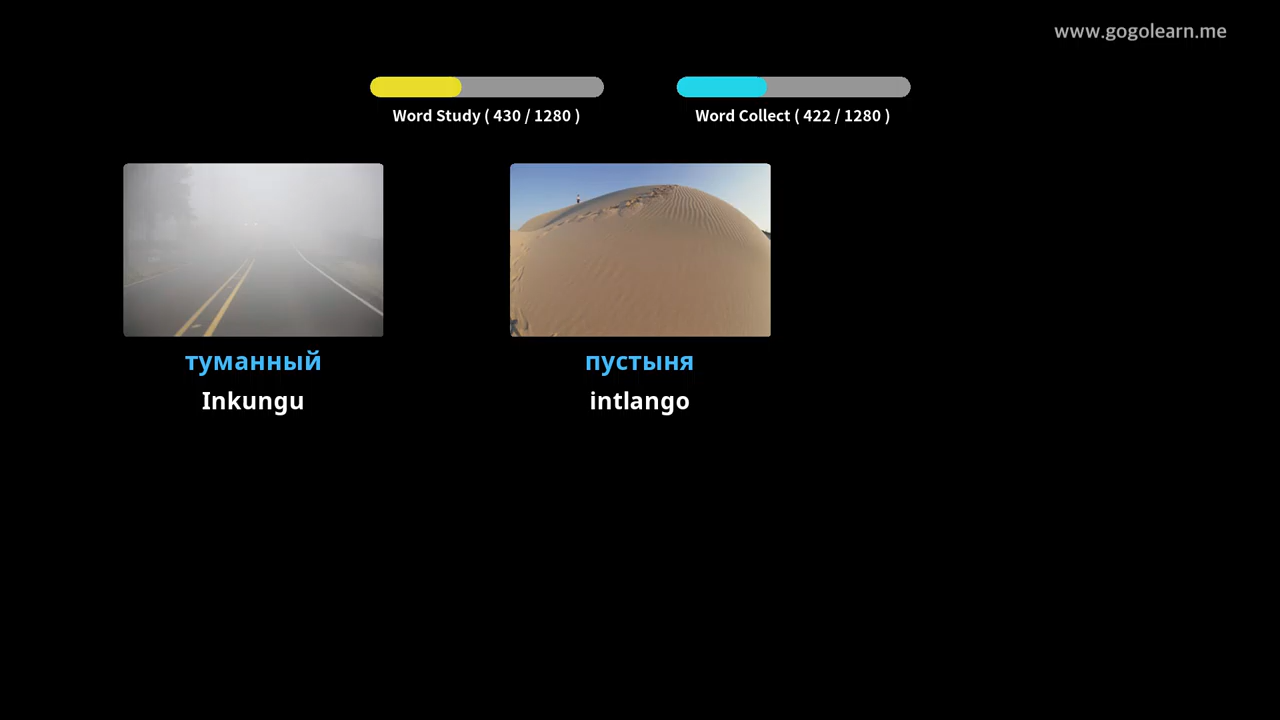 www.gogolearn.me
Word Study ( 430 / 1280 )
Word Collect ( 422 / 1280 )
туманный
Inkungu
пустыня
intlango